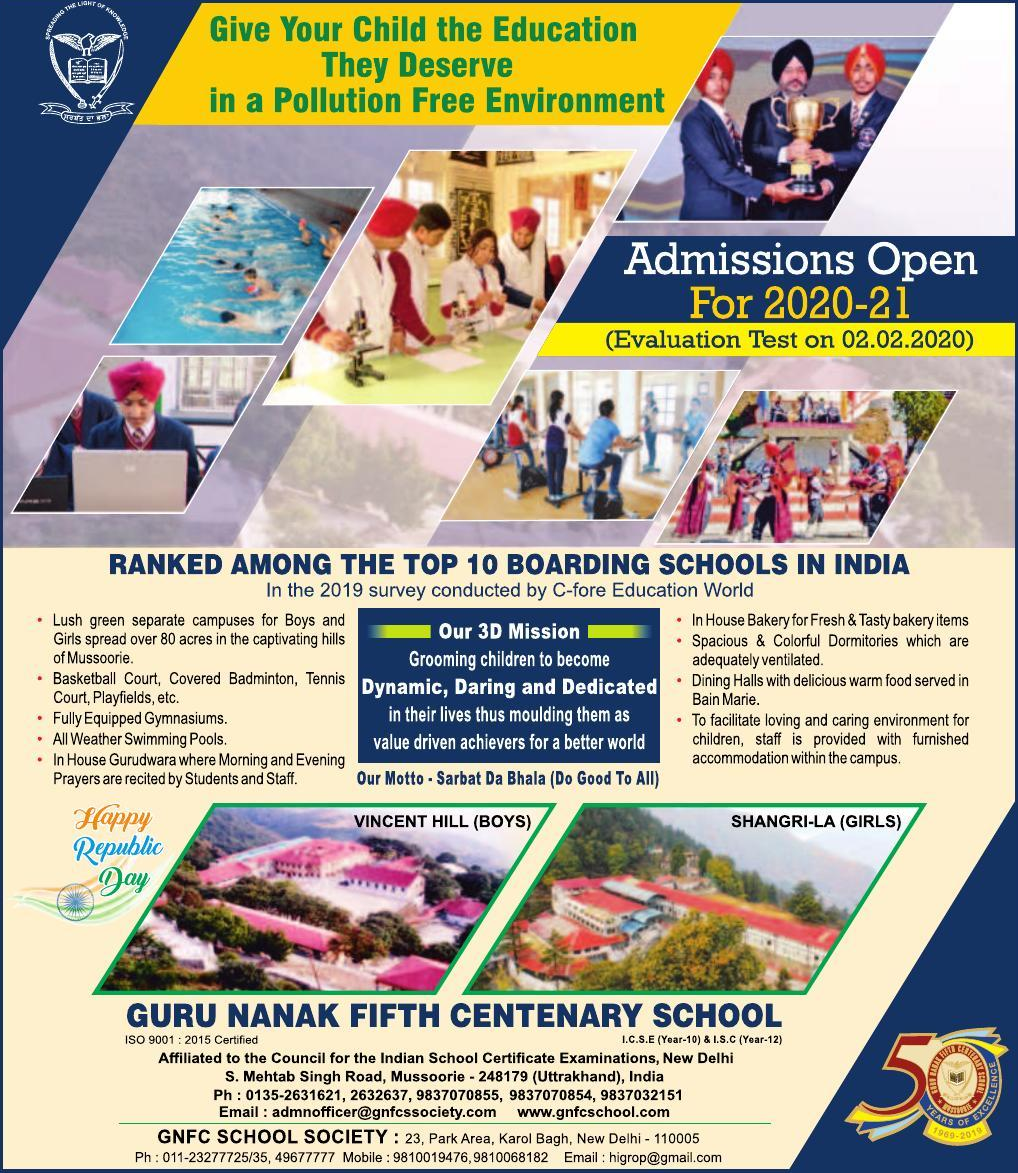 SPREADING THE LIGHT OF KNOWLEDGE
ਸਰਬੱਤ ਦਾ ਭਲਾ
Give Your Child the Education
They Deserve
in a Pollution Free Environment
Admissions Open
For 2020-21
(Evaluation Test on 02.02.2020)
RANKED AMONG THE TOP 10 BOARDING SCHOOLS IN INDIA
In the 2019 survey conducted by C-fore Education World
• Lush green separate campuses for Boys and
Girls spread over 80 acres in the captivating hills
of Mussoorie.
• Basketball Court, Covered Badminton, Tennis
Court, Playfields, etc.
• Fully Equipped Gymnasiums.
• All Weather Swimming Pools.
• In House Gurudwara where Morning and Evening
Prayers are recited by Students and Staff.
Our 3D Mission
Grooming children to become
Dynamic, Daring and Dedicated
in their lives thus moulding them as
value driven achievers for a better world
Our Motto - Sarbat Da Bhala (Do Good To All)
• In House Bakery for Fresh & Tasty bakery items
• Spacious & Colorful Dormitories which are
adequately ventilated.
• Dining Halls with delicious warm food served in
Bain Marie.
• To facilitate loving and caring environment for
children, staff is provided with furnished
accommodation within the campus.
Happy
Republic
Day
VINCENT HILL (BOYS)
SHANGRI-LA (GIRLS)
GURU NANAK FIFTH CENTENARY SCHOOL
ISO 9001 : 2015 Certified
I.C.S.E (Year-10) & I.S.C (Year-12)
Affiliated to the Council for the Indian School Certificate Examinations, New Delhi
S. Mehtab Singh Road, Mussoorie - 248179 (Uttrakhand), India
Ph : 0135-2631621, 2632637, 9837070855, 9837070854, 9837032151
Email : admnofficer@gnfcssociety.com www.gnfcschool.com
GNFC SCHOOL SOCIETY : 23, Park Area, Karol Bagh, New Delhi - 110005
Ph : 011-23277725/35, 49677777 Mobile : 9810019476,9810068182 Email : higrop@gmail.com
50
GURU NANAK FIFTH CENTENARY SCHOOL
MUSSOORIE
YEARS OF EXCELLENCE
1969-2019